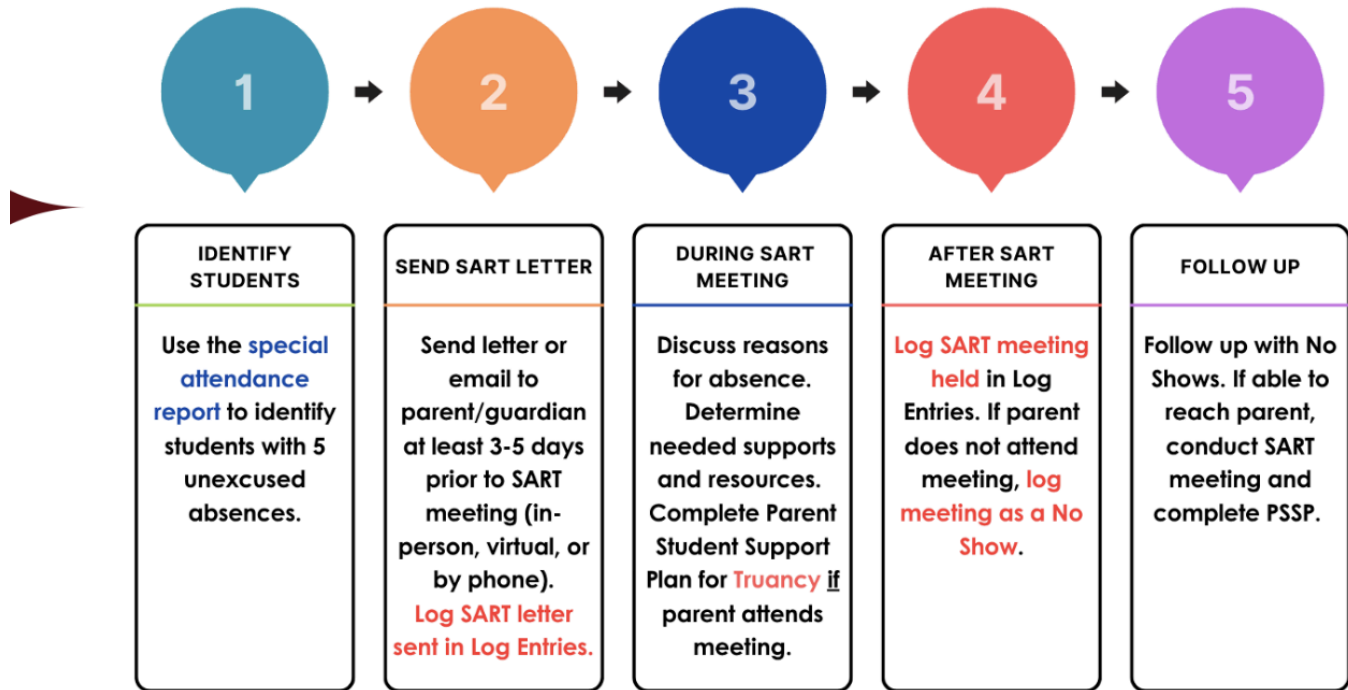 1
2
3
4
5
IDENTIFY
STUDENTS
Use the special
attendance
report to identify
students with 5
unexcused
absences.
SEND SART LETTER
Send letter or
email to
parent/guardian
at least 3-5 days
prior to SART
meeting (in-
person, virtual, or
by phone).
Log SART letter
sent in Log Entries.
DURING SART
MEETING
Discuss reasons
for absence.
Determine
needed supports
and resources.
Complete Parent
Student Support
Plan for Truancy if
parent attends
meeting.
AFTER SART
MEETING
Log SART meeting
held in Log
Entries. If parent
does not attend
meeting, log
meeting as a No
Show.
FOLLOW UP
Follow up with No
Shows. If able to
reach parent,
conduct SART
meeting and
complete PSSP.